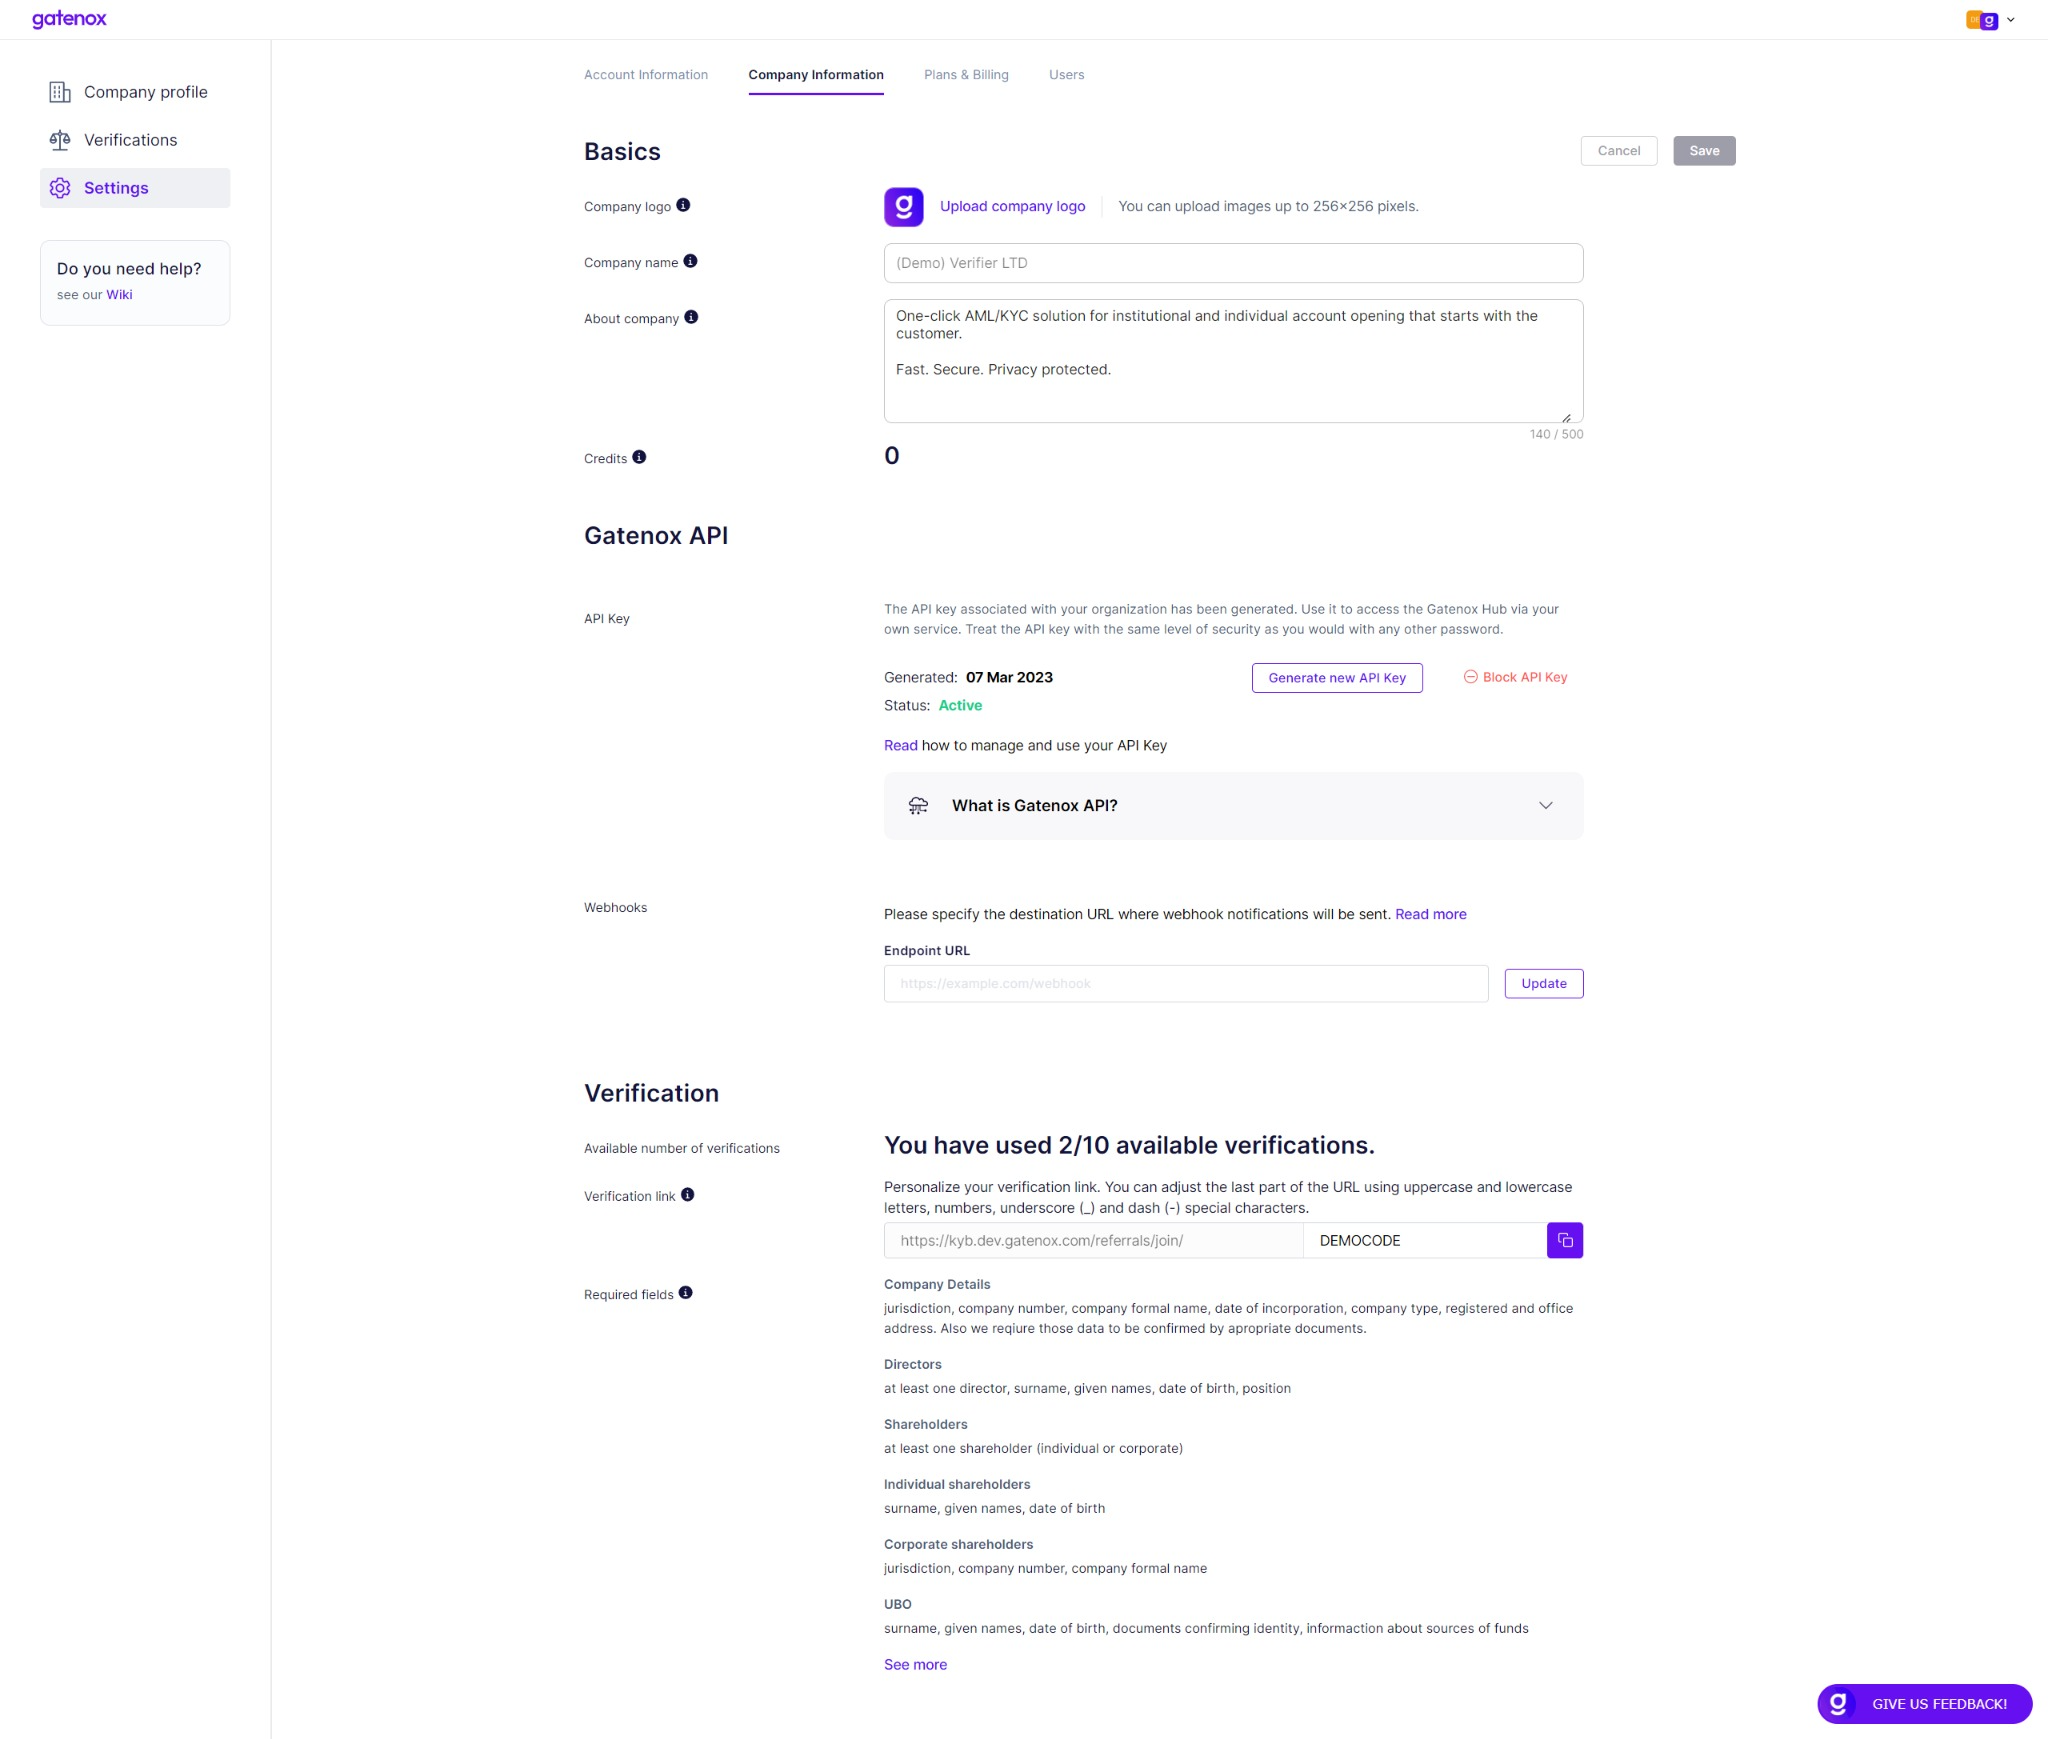 gatenox
g
Company profile
Verifications
Settings
Do you need help?
see our Wiki
Account Information
Company Information
Plans & Billing
Users
Basics
Cancel
Save
Company logo
g
Upload company logo
You can upload images up to 256×256 pixels.
Company name
(Demo) Verifier LTD
About company
One-click AML/KYC solution for institutional and individual account opening that starts with the
customer.
Fast. Secure. Privacy protected.
140 / 500
Credits
0
Gatenox API
API Key
The API key associated with your organization has been generated. Use it to access the Gatenox Hub via your
own service. Treat the API key with the same level of security as you would with any other password.
Generated: 07 Mar 2023
Generate new API Key
Block API Key
Status: Active
Read how to manage and use your API Key
What is Gatenox API?
Webhooks
Please specify the destination URL where webhook notifications will be sent. Read more
Endpoint URL
https://example.com/webhook
Update
Verification
Available number of verifications
You have used 2/10 available verifications.
Verification link
Personalize your verification link. You can adjust the last part of the URL using uppercase and lowercase
letters, numbers, underscore (_) and dash (-) special characters.
https://kyb.dev.gatenox.com/referrals/join/
DEMOCODE
Required fields
Company Details
jurisdiction, company number, company formal name, date of incorporation, company type, registered and office
address. Also we reqiure those data to be confirmed by apropriate documents.
Directors
at least one director, surname, given names, date of birth, position
Shareholders
at least one shareholder (individual or corporate)
Individual shareholders
surname, given names, date of birth
Corporate shareholders
jurisdiction, company number, company formal name
UBO
surname, given names, date of birth, documents confirming identity, informaction about sources of funds
See more
g
GIVE US FEEDBACK!